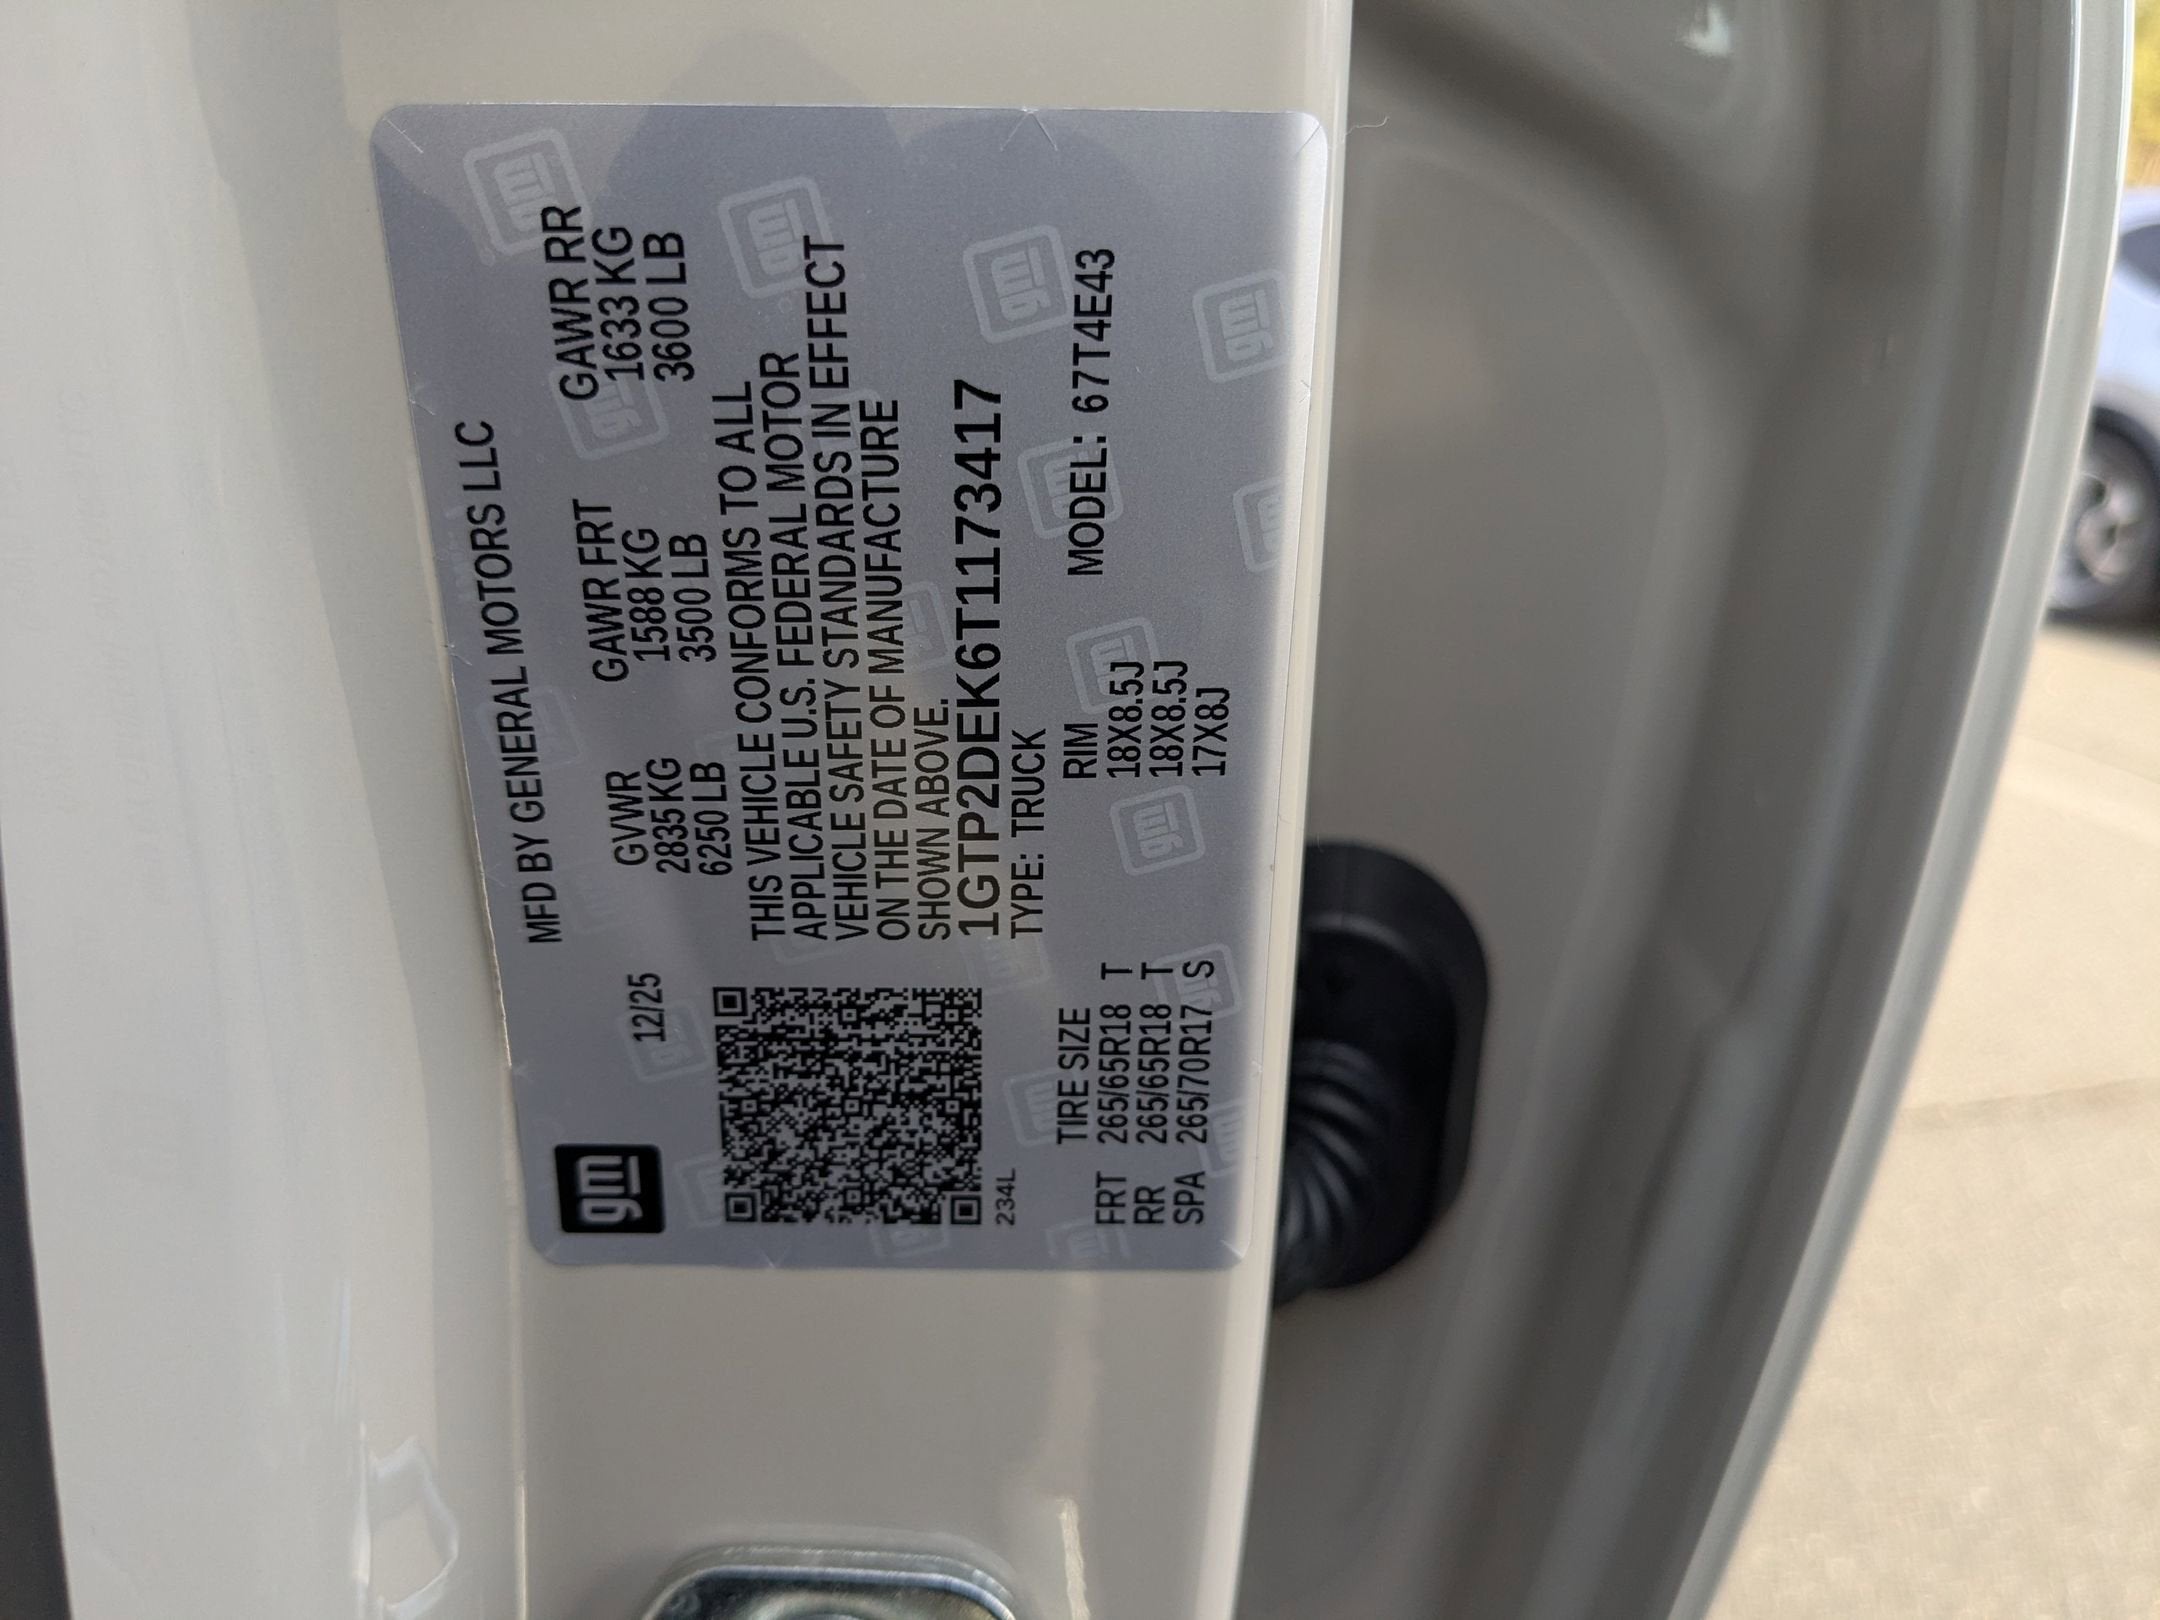 gm
MFD BY GENERAL MOTORS LLC
12/25
GVWR GAWR FRT GAWR RR
2835 KG 1588 KG 1633 KG
6250 LB 3500 LB 3600 LB
THIS VEHICLE CONFORMS TO ALL
APPLICABLE U.S. FEDERAL MOTOR
VEHICLE SAFETY STANDARDS IN EFFECT
ON THE DATE OF MANUFACTURE
SHOWN ABOVE.
1GTP2DEK6T1173417
234L
TYPE: TRUCK MODEL: 67T4E43
TIRE SIZE RIM
FRT 265/65R18 T 18X8.5J
RR 265/65R18 T 18X8.5J
SPA 265/70R17 S 17X8J